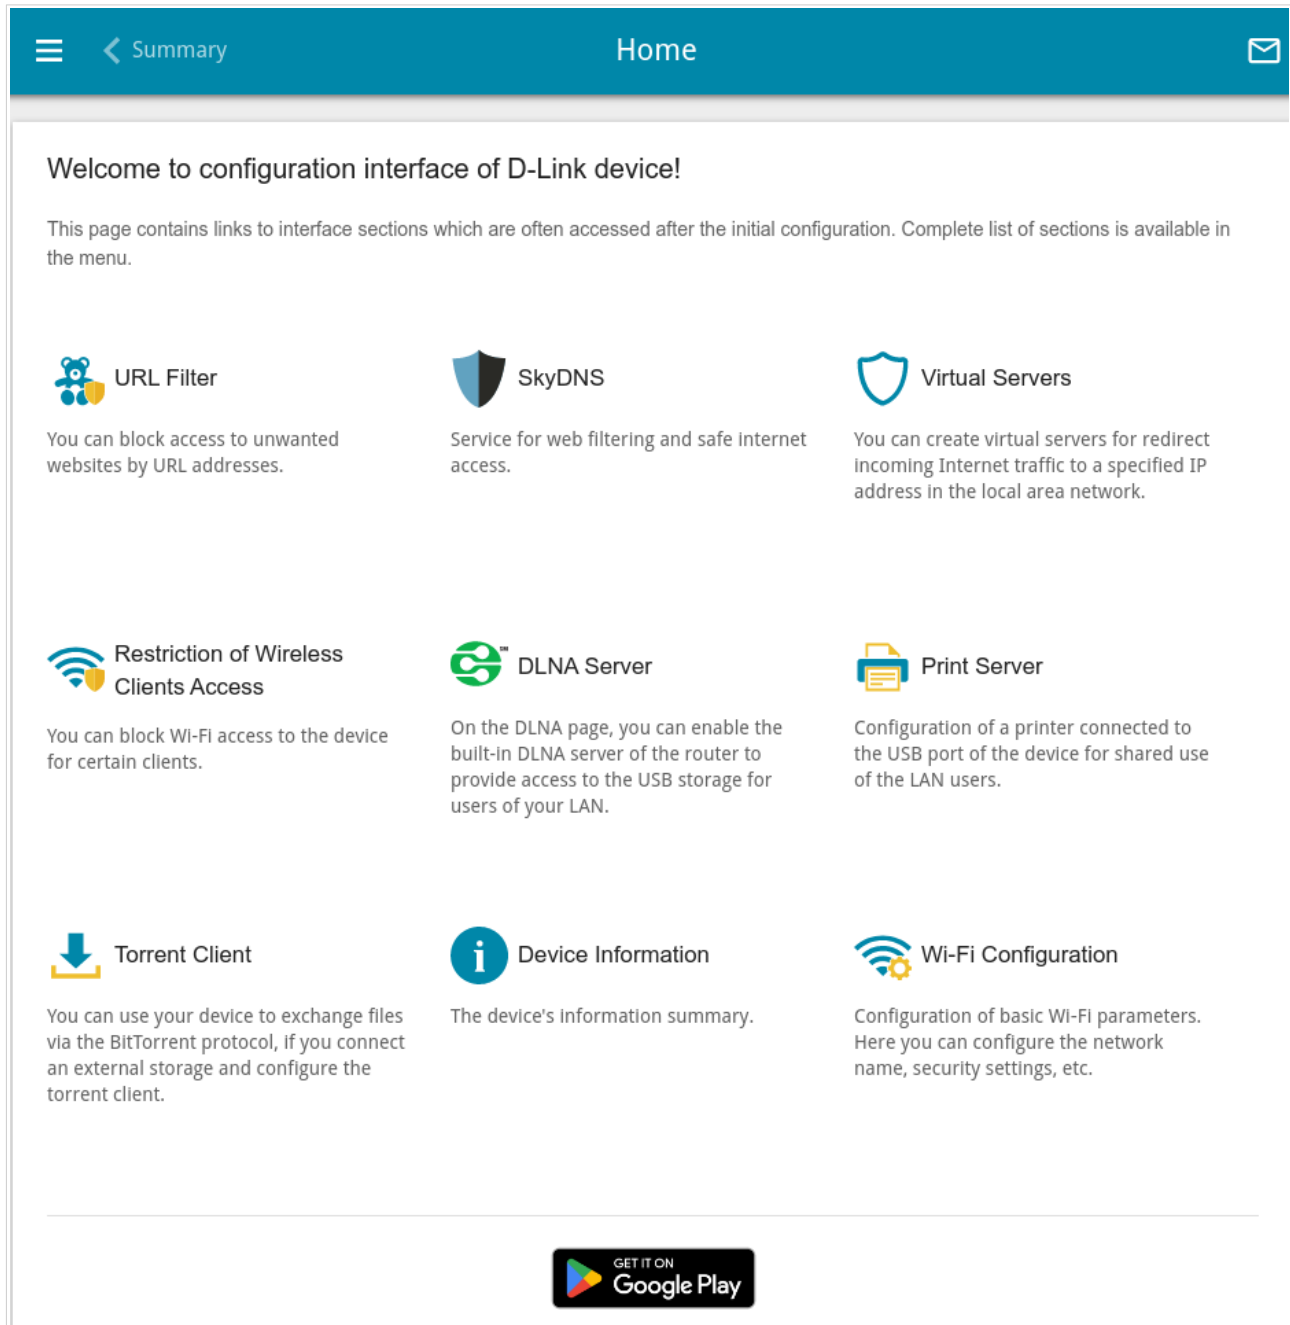 Summary
Home
Welcome to configuration interface of D-Link device!
This page contains links to interface sections which are often accessed after the initial configuration. Complete list of sections is available in
the menu.
URL Filter
You can block access to unwanted
websites by URL addresses.
SkyDNS
Service for web filtering and safe internet
access.
Virtual Servers
You can create virtual servers for redirect
incoming Internet traffic to a specified IP
address in the local area network.
Restriction of Wireless
Clients Access
You can block Wi-Fi access to the device
for certain clients.
DLNA Server
On the DLNA page, you can enable the
built-in DLNA server of the router to
provide access to the USB storage for
users of your LAN.
Print Server
Configuration of a printer connected to
the USB port of the device for shared use
of the LAN users.
Torrent Client
You can use your device to exchange files
via the BitTorrent protocol, if you connect
an external storage and configure the
torrent client.
Device Information
The device's information summary.
Wi-Fi Configuration
Configuration of basic Wi-Fi parameters.
Here you can configure the network
name, security settings, etc.
GET IT ON
Google Play